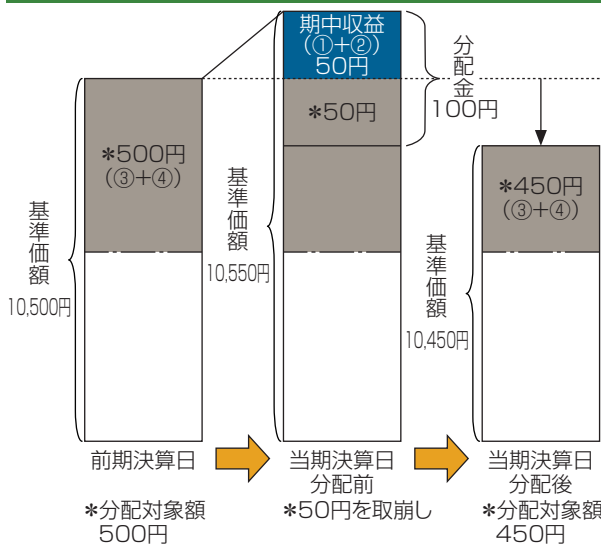 期中収益
(①+②)
50円
分配金
100円
*50円
*500円
(③+④)
*450円
(③+④)
基準価額
10,500円
基準価額
10,550円
基準価額
10,450円
前期決算日
当期決算日
分配前
当期決算日
分配後
*分配対象額
500円
*50円を取崩し
*分配対象額
450円